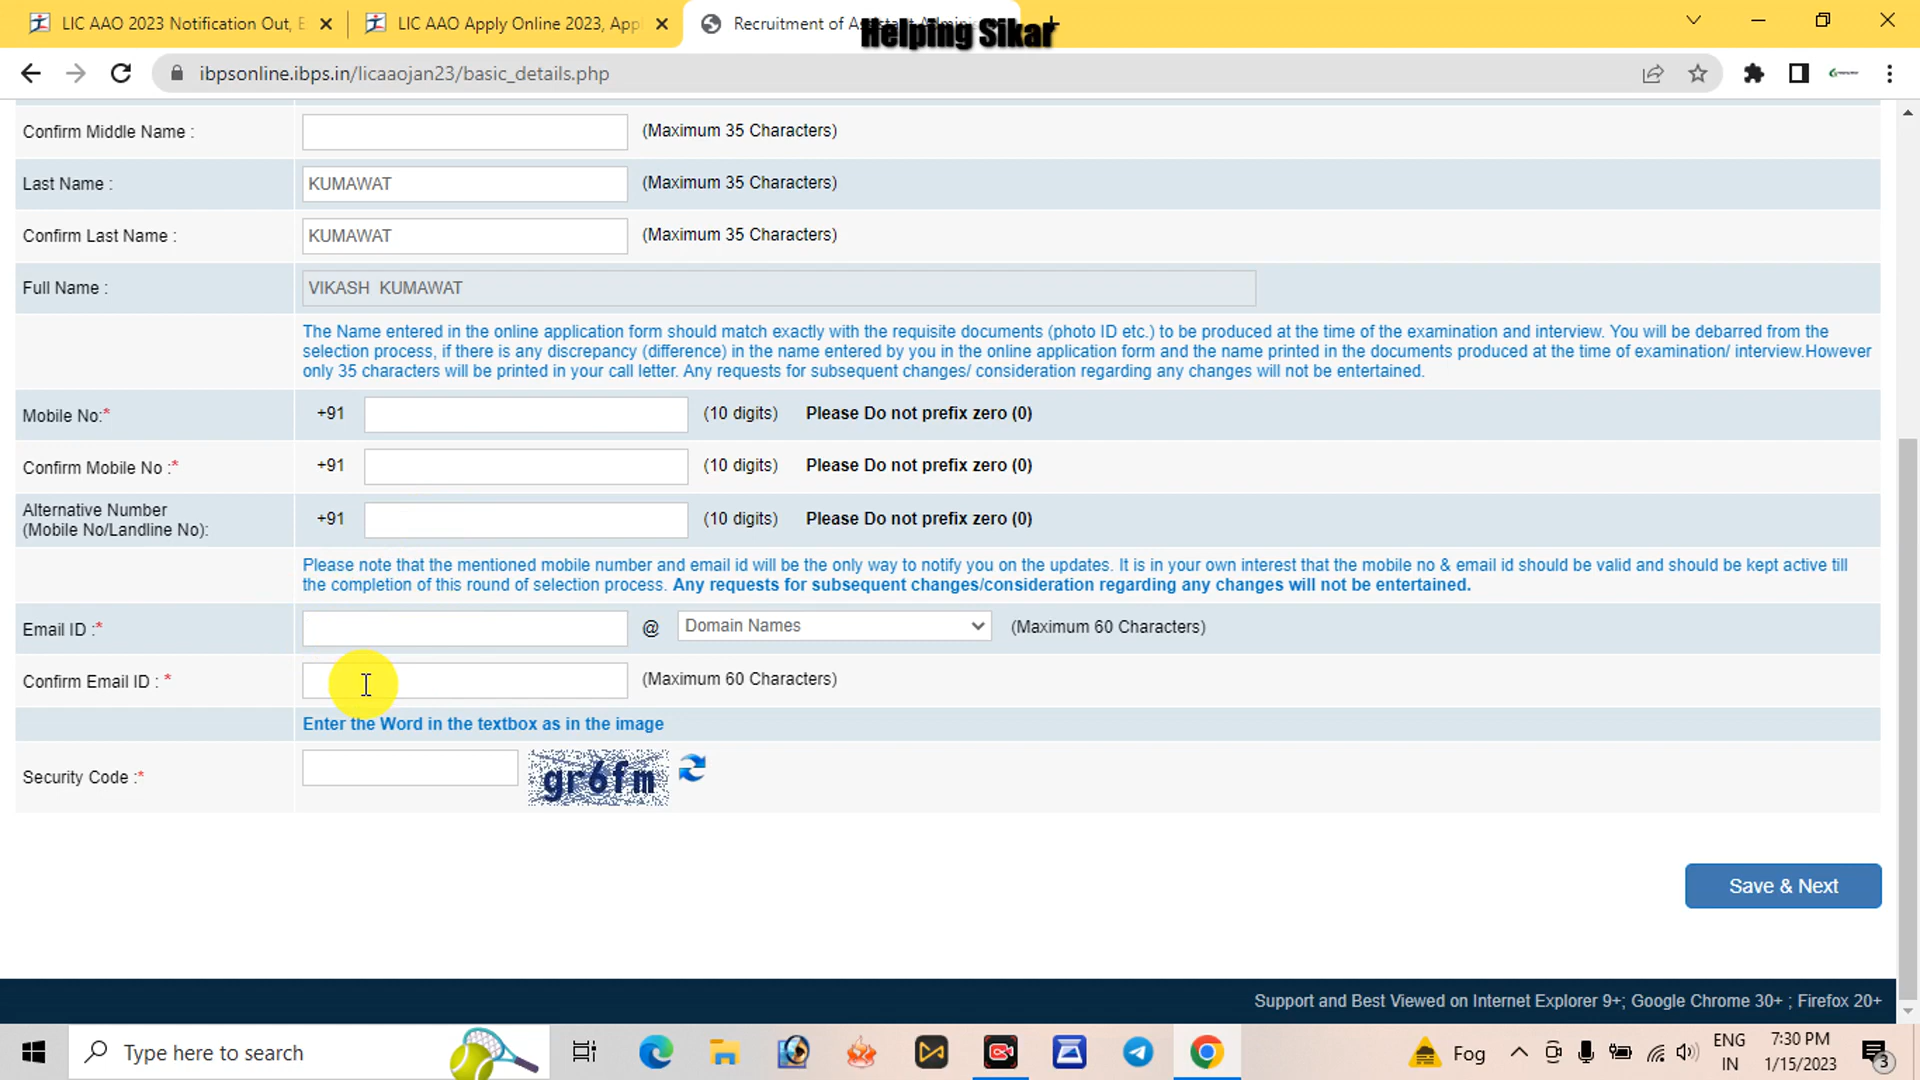 LIC AAO 2023 Notification Out, E
LIC AAO Apply Online 2023, App
Recruitment of Assistant Adminis
Helping Sikar
ibpsonline.ibps.in/licaaojan23/basic_details.php
Confirm Middle Name :
(Maximum 35 Characters)
Last Name :
KUMAWAT
(Maximum 35 Characters)
Confirm Last Name :
KUMAWAT
(Maximum 35 Characters)
Full Name :
VIKASH KUMAWAT
The Name entered in the online application form should match exactly with the requisite documents (photo ID etc.) to be produced at the time of the examination and interview. You will be debarred from the
selection process, if there is any discrepancy (difference) in the name entered by you in the online application form and the name printed in the documents produced at the time of examination/ interview.However
only 35 characters will be printed in your call letter. Any requests for subsequent changes/ consideration regarding any changes will not be entertained.
Mobile No:*
+91
(10 digits)
Please Do not prefix zero (0)
Confirm Mobile No :*
+91
(10 digits)
Please Do not prefix zero (0)
Alternative Number
(Mobile No/Landline No):
+91
(10 digits)
Please Do not prefix zero (0)
Please note that the mentioned mobile number and email id will be the only way to notify you on the updates. It is in your own interest that the mobile no & email id should be valid and should be kept active till
the completion of this round of selection process. Any requests for subsequent changes/consideration regarding any changes will not be entertained.
Email ID :*
@
Domain Names
(Maximum 60 Characters)
Confirm Email ID : *
(Maximum 60 Characters)
Enter the Word in the textbox as in the image
Security Code :*
gr6fm
Save & Next
Support and Best Viewed on Internet Explorer 9+; Google Chrome 30+ ; Firefox 20+
Type here to search
Fog
ENG
IN
7:30 PM
1/15/2023
3